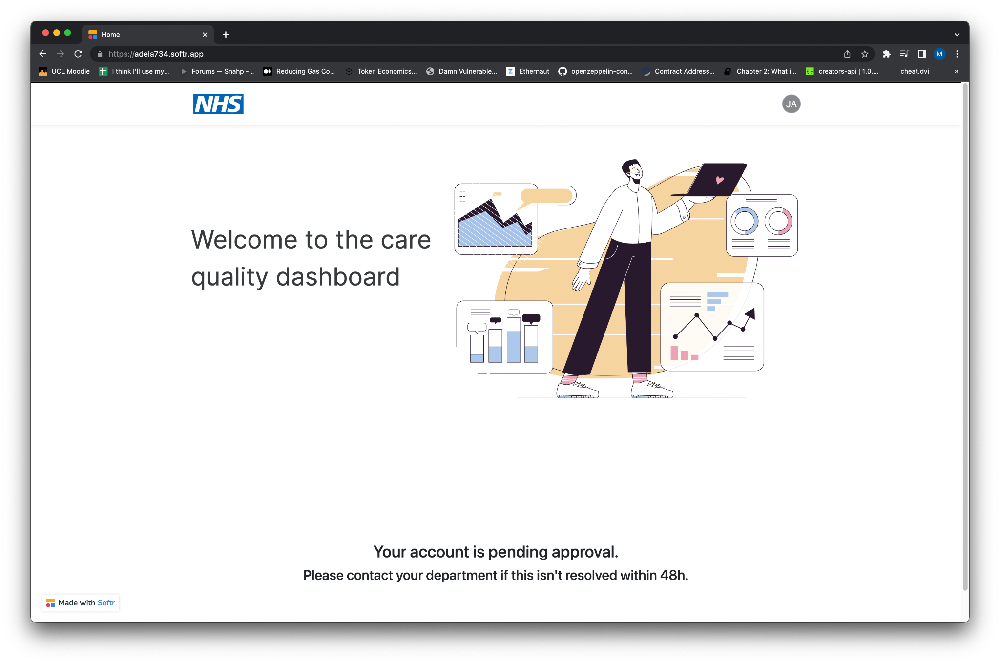 Home
https://adela734.softr.app
M
UCL Moodle
I think I'll use my...
Forums — Snahp -...
Reducing Gas Co...
Token Economics...
Damn Vulnerable...
Ethernaut
openzeppelin-con...
Contract Address...
Chapter 2: What i...
creators-api | 1.0....
cheat.dvi
»
NHS
JA
Welcome to the care
quality dashboard
Your account is pending approval.
Please contact your department if this isn't resolved within 48h.
Made with Softr